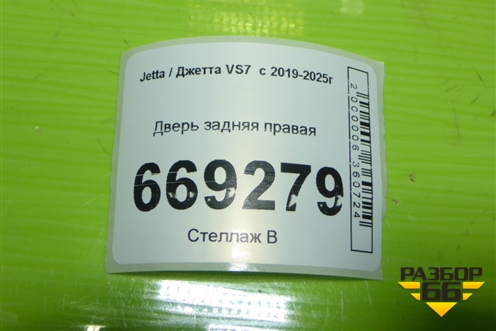 Jetta / Джетта VS7 с 2019-2025г
Дверь задняя правая
669279
Стеллаж В
2000006360724
РАЗБОР
66